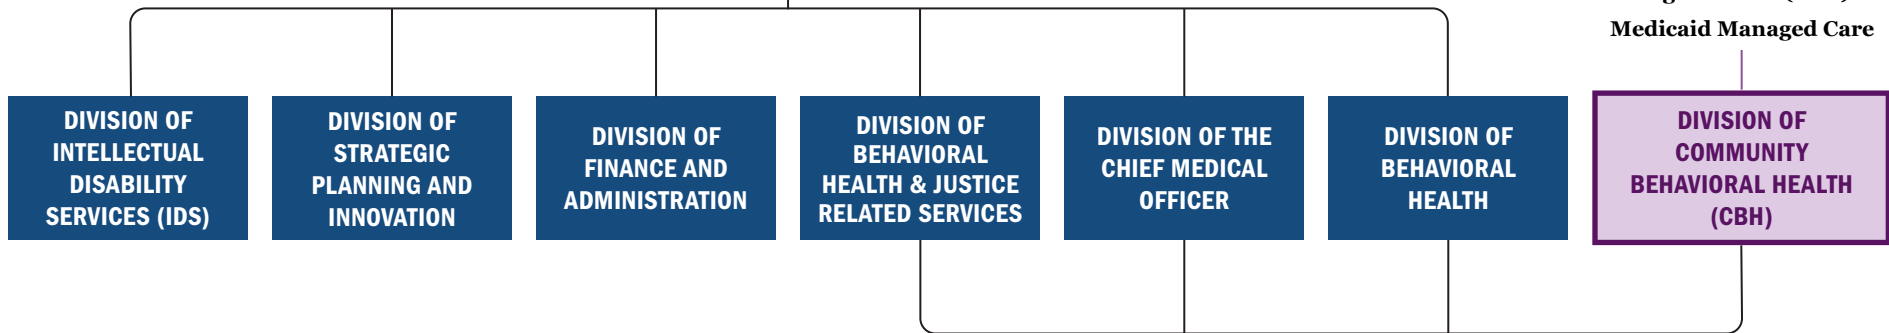 Medicaid Managed Care
DIVISION OF
INTELLECTUAL
DISABILITY
SERVICES (IDS)
DIVISION OF
STRATEGIC
PLANNING AND
INNOVATION
DIVISION OF
FINANCE AND
ADMINISTRATION
DIVISION OF
BEHAVIORAL
HEALTH & JUSTICE
RELATED SERVICES
DIVISION OF THE
CHIEF MEDICAL
OFFICER
DIVISION OF
BEHAVIORAL
HEALTH
DIVISION OF
COMMUNITY
BEHAVIORAL HEALTH
(CBH)